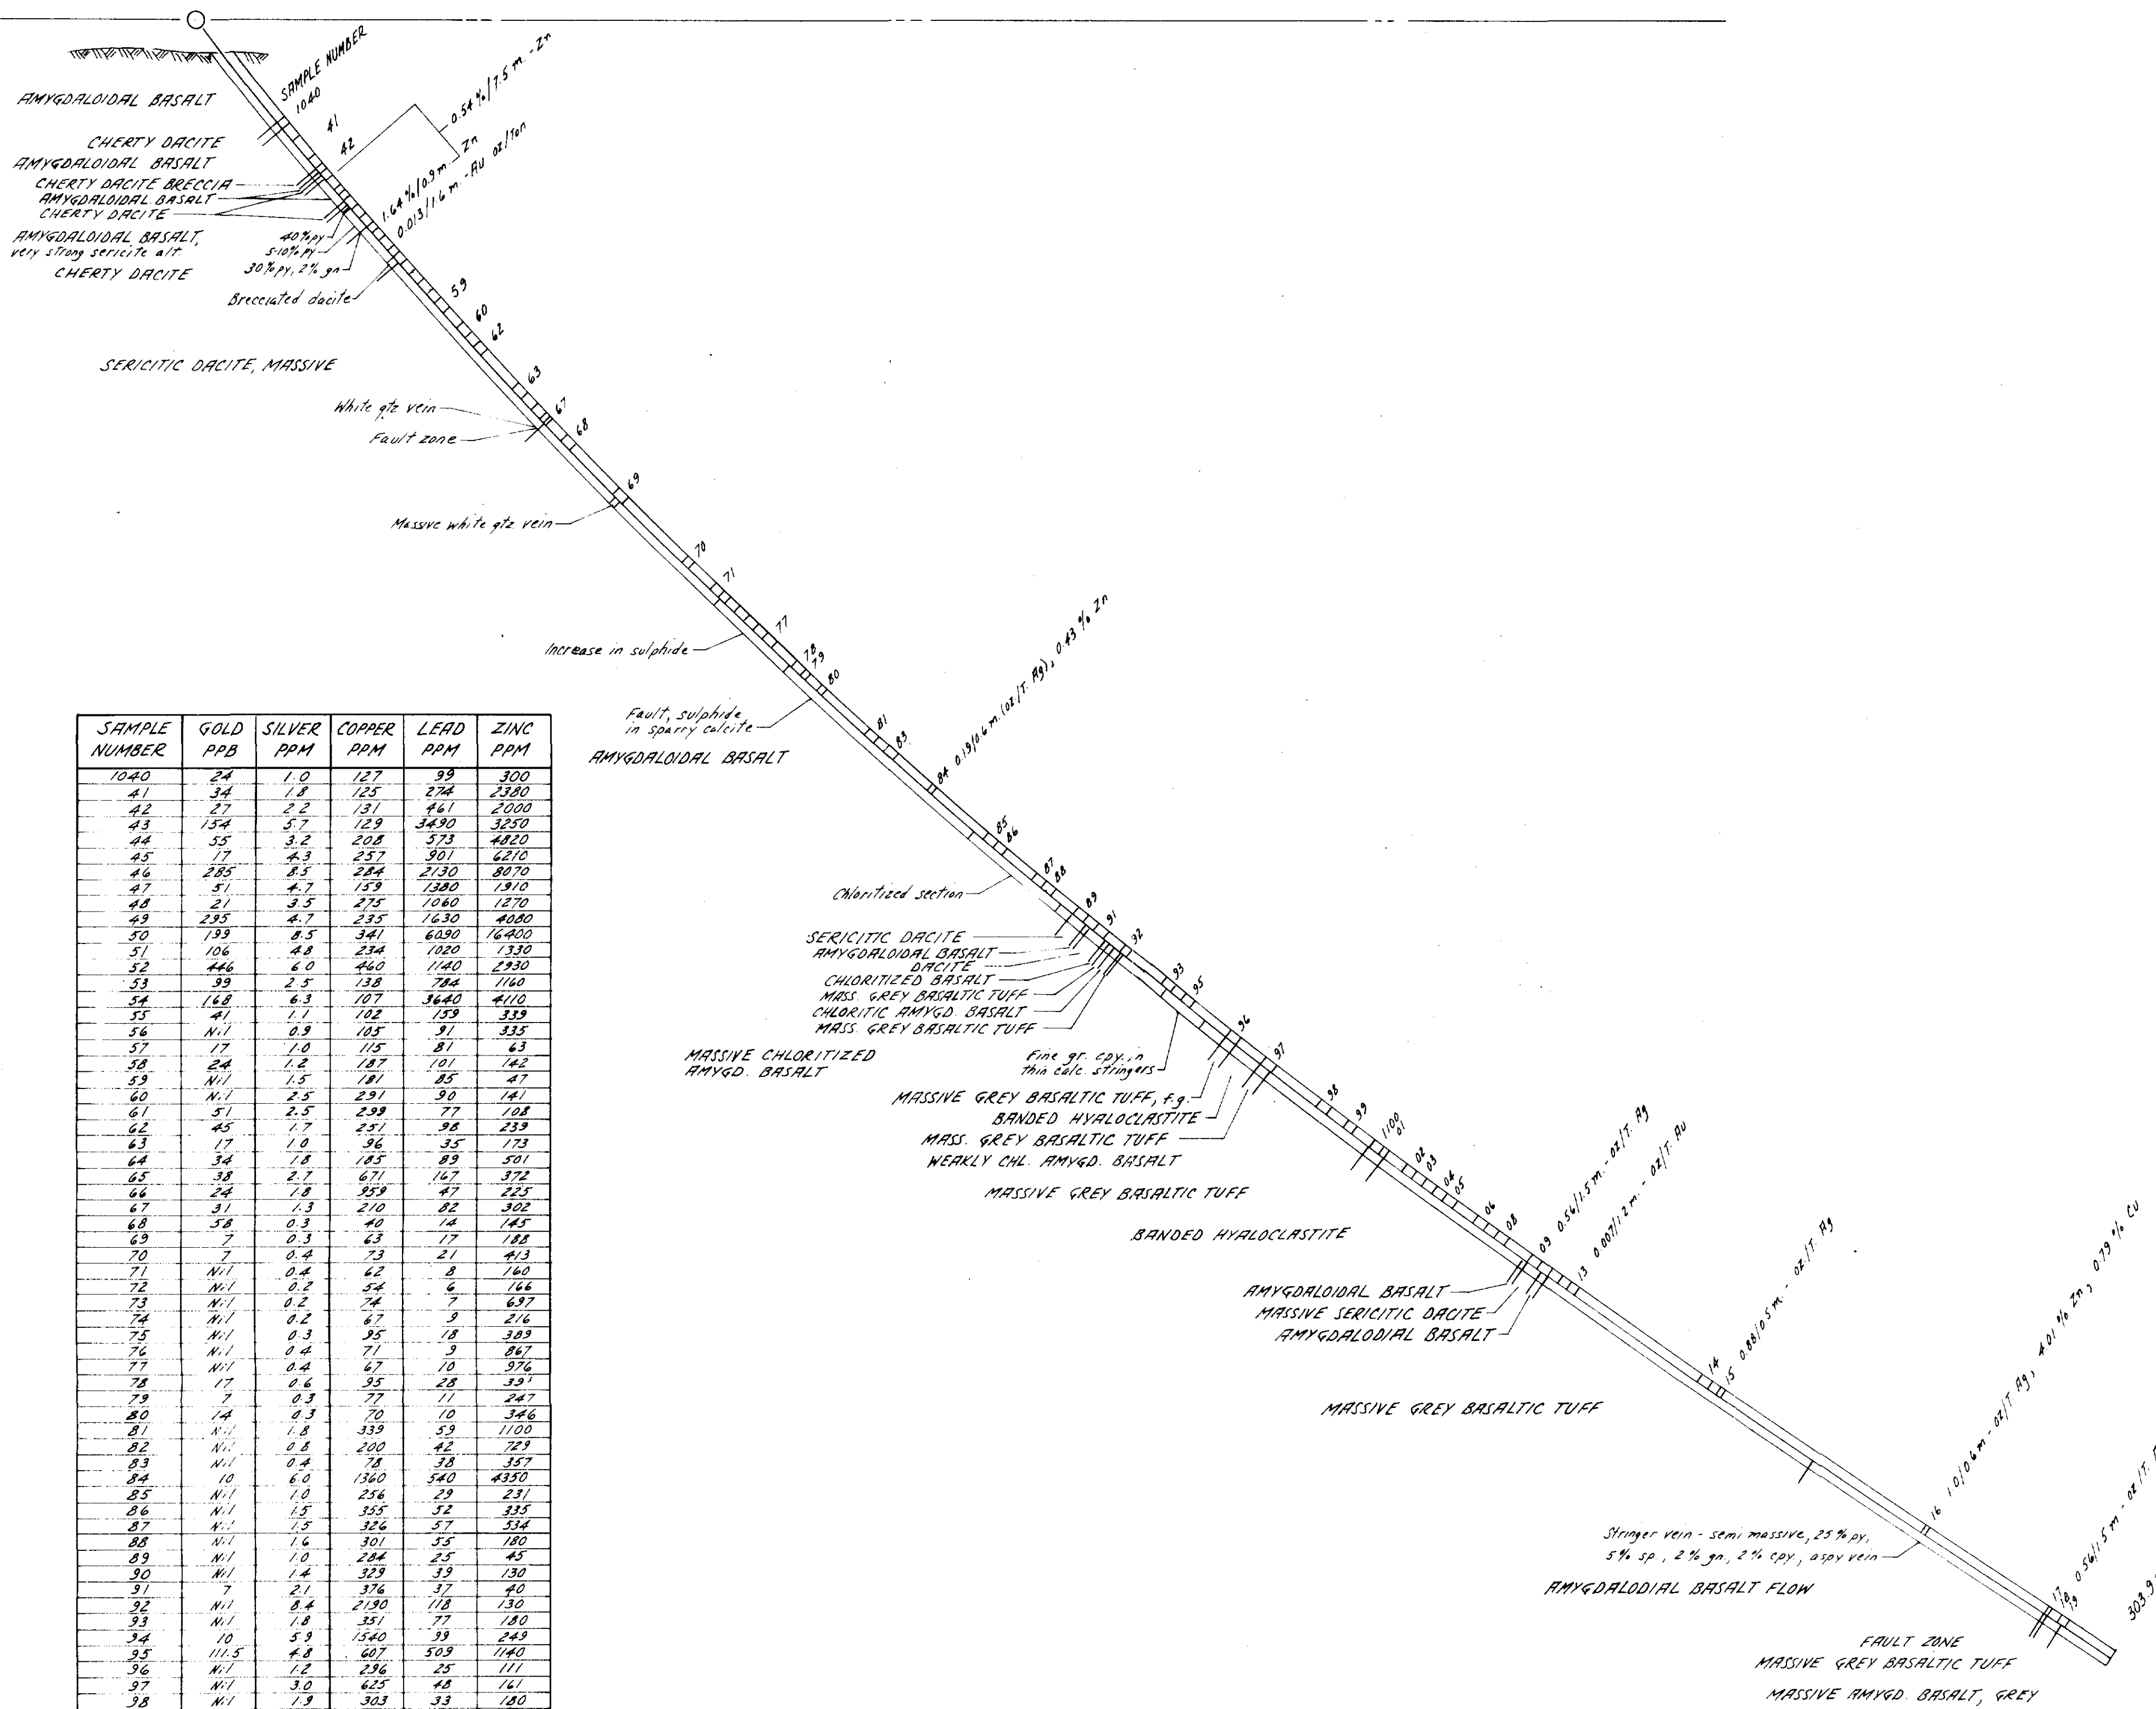 SAMPLE NUMBER
1040
41
42
0.54 % / 7.5 m. - Zn
1.64 % / 0.9 m. Zn
0.013 / 1.6 m. - Au oz/Ton
AMYGDALOIDAL BASALT
CHERTY DACITE
AMYGDALOIDAL BASALT
CHERTY DACITE BRECCIA
AMYGDALOIDAL BASALT
CHERTY DACITE
AMYGDALOIDAL BASALT,
very strong sericite alt.
CHERTY DACITE
40% py
5-10% py
30% py, 2% gn
Brecciated dacite
59
60
62
SERICITIC DACITE, MASSIVE
63
White qtz vein
67
Fault zone
68
69
Massive white qtz. vein
70
71
77
Increase in sulphide
78
79
80
Fault, sulphide
in sparry calcite
AMYGDALOIDAL BASALT
81
83
84 0.19/0.6 m. (oz/T. Ag), 0.43 % Zn
85
86
87
88
Chloritized section
89
91
92
SERICITIC DACITE
AMYGDALOIDAL BASALT
DACITE
CHLORITIZED BASALT
MASS. GREY BASALTIC TUFF
CHLORITIC AMYGD. BASALT
MASS. GREY BASALTIC TUFF
93
95
MASSIVE CHLORITIZED
AMYGD. BASALT
Fine gr. cpy. in
thin calc. stringers
96
97
MASSIVE GREY BASALTIC TUFF, f.g.
BANDED HYALOCLASTITE
MASS. GREY BASALTIC TUFF
WEAKLY CHL. AMYGD. BASALT
98
99
1100
01
MASSIVE GREY BASALTIC TUFF
02
03
04
05
06
08
BANDED HYALOCLASTITE
09 0.56/1.5 m. - oz/T. Ag
13 0.007/1.2 m. - oz/T. Au
AMYGDALOIDAL BASALT
MASSIVE SERICITIC DACITE
AMYGDALODIAL BASALT
14
15 0.88/0.5 m. - oz/T. Ag
MASSIVE GREY BASALTIC TUFF
16 1.0/0.6 m - oz/T Ag, 4.01 % Zn, 0.79 % Cu
Stringer vein - semi massive, 25 % py,
5% sp., 2 % gn., 2 % cpy., aspy vein
AMYGDALODIAL BASALT FLOW
17
18
19
0.56/1.5 m - oz/T.
303.9
FAULT ZONE
MASSIVE GREY BASALTIC TUFF
MASSIVE AMYGD. BASALT, GREY
SAMPLE NUMBER GOLD PPB SILVER PPM COPPER PPM LEAD PPM ZINC PPM
1040 24 1.0 127 99 300
41 34 1.8 125 274 2380
42 27 2.2 131 461 2000
43 154 5.7 129 3490 3250
44 55 3.2 208 573 4820
45 17 4.3 257 901 6210
46 285 8.5 284 2130 8070
47 51 4.7 159 1380 1910
48 21 3.5 275 1060 1270
49 295 4.7 235 1630 4080
50 199 8.5 341 6090 16400
51 106 4.8 234 1020 1330
52 446 6.0 460 1140 2930
53 99 2.5 138 784 1160
54 168 6.3 107 3640 4110
55 41 1.1 102 159 339
56 Nil 0.9 105 91 335
57 17 1.0 115 81 63
58 24 1.2 187 101 142
59 Nil 1.5 181 85 47
60 Nil 2.5 291 90 141
61 51 2.5 299 77 108
62 45 1.7 251 98 239
63 17 1.0 96 35 173
64 34 1.8 185 89 501
65 38 2.7 671 167 372
66 24 1.8 959 47 225
67 31 1.3 210 82 302
68 58 0.3 40 14 145
69 7 0.3 63 17 188
70 7 0.4 73 21 413
71 Nil 0.4 62 8 160
72 Nil 0.2 54 6 166
73 Nil 0.2 74 7 697
74 Nil 0.2 67 9 216
75 Nil 0.3 95 18 389
76 Nil 0.4 71 9 867
77 Nil 0.4 67 10 976
78 17 0.6 95 28 391
79 7 0.3 77 11 247
80 14 0.3 70 10 346
81 Nil 1.8 339 59 1100
82 Nil 0.8 200 42 729
83 Nil 0.4 78 38 357
84 10 6.0 1360 540 4350
85 Nil 1.0 256 29 231
86 Nil 1.5 355 52 335
87 Nil 1.5 326 57 534
88 Nil 1.6 301 55 180
89 Nil 1.0 284 25 45
90 Nil 1.4 329 39 130
91 7 2.1 376 37 40
92 Nil 8.4 2190 118 130
93 Nil 1.8 351 77 180
94 10 5.9 1540 99 249
95 111.5 4.8 607 509 1140
96 Nil 1.2 296 25 111
97 Nil 3.0 625 48 161
98 Nil 1.9 303 33 180